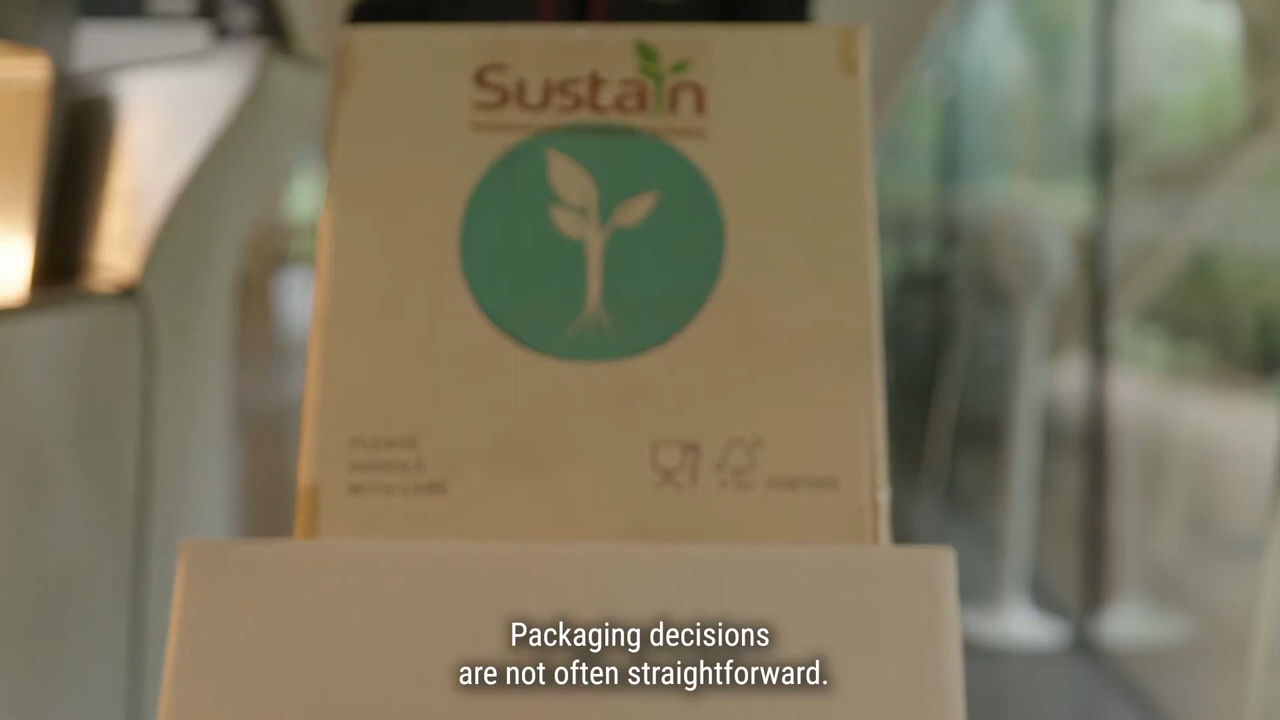 Sustain
PLEASE
HANDLE
WITH CARE
Packaging decisions
are not often straightforward.